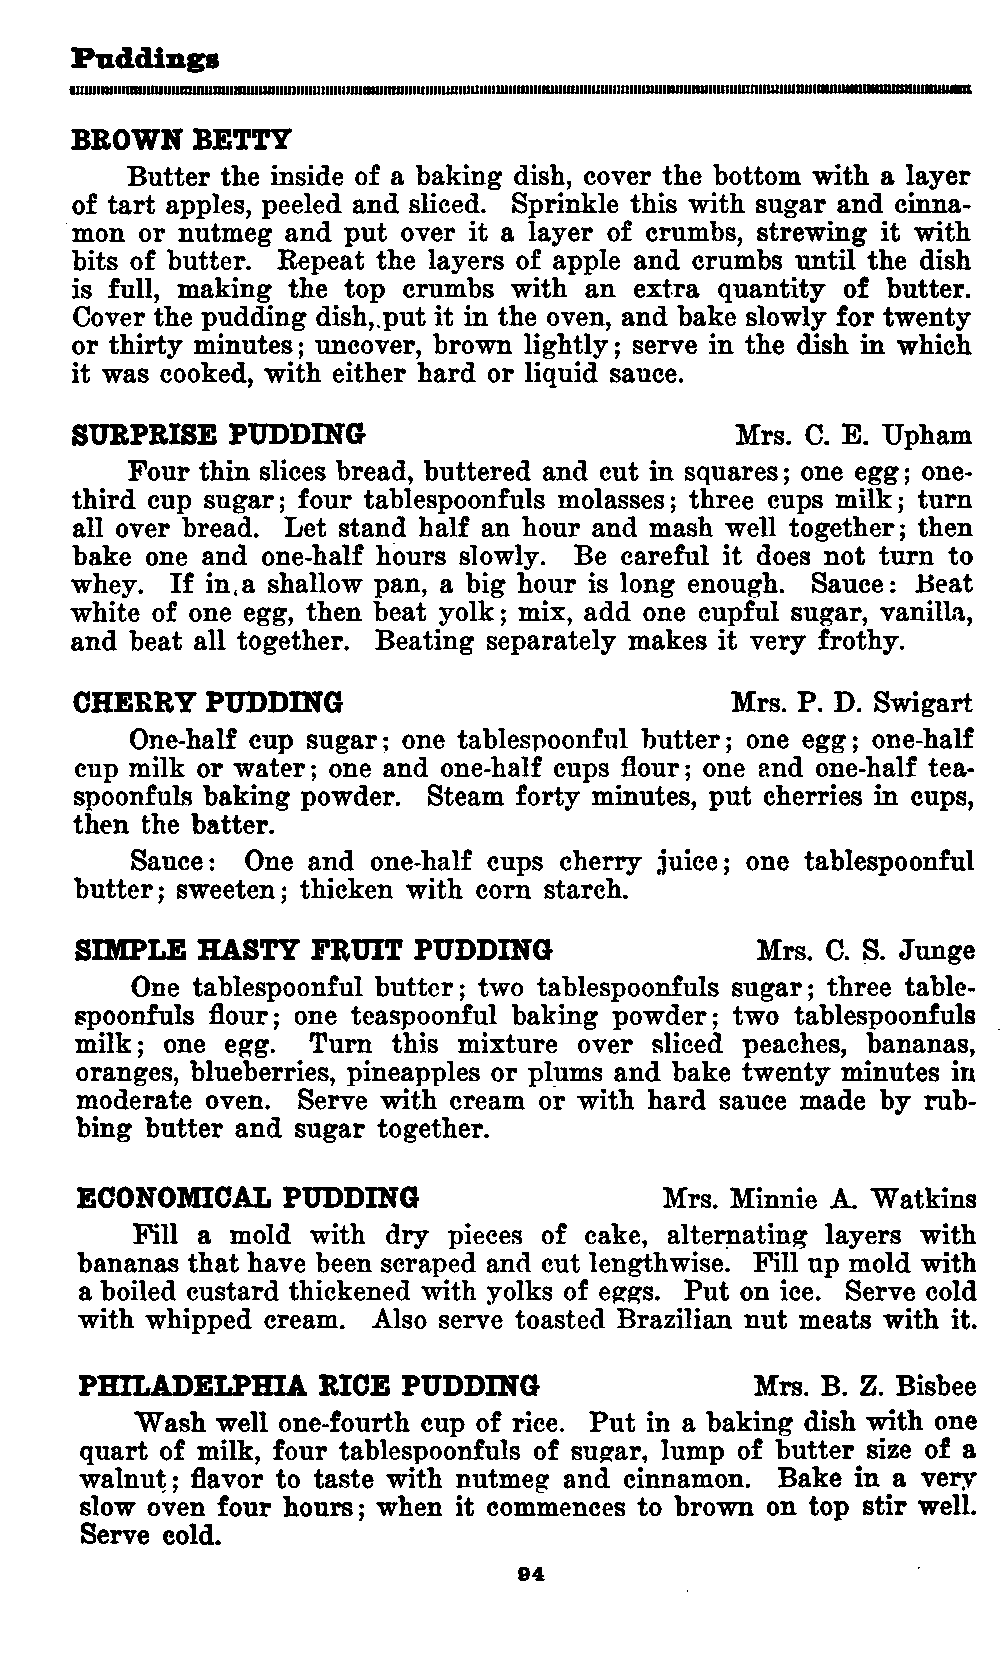 Puddings
BROWN BETTY
Butter the inside of a baking dish, cover the bottom with a layer
of tart apples, peeled and sliced. Sprinkle this with sugar and cinna-
mon or nutmeg and put over it a layer of crumbs, strewing it with
bits of butter. Repeat the layers of apple and crumbs until the dish
is full, making the top crumbs with an extra quantity of butter.
Cover the pudding dish, put it in the oven, and bake slowly for twenty
or thirty minutes; uncover, brown lightly; serve in the dish in which
it was cooked, with either hard or liquid sauce.
SURPRISE PUDDING Mrs. C. E. Upham
Four thin slices bread, buttered and cut in squares; one egg; one-
third cup sugar; four tablespoonfuls molasses; three cups milk; turn
all over bread. Let stand half an hour and mash well together; then
bake one and one-half hours slowly. Be careful it does not turn to
whey. If in a shallow pan, a big hour is long enough. Sauce: Beat
white of one egg, then beat yolk; mix, add one cupful sugar, vanilla,
and beat all together. Beating separately makes it very frothy.
CHERRY PUDDING Mrs. P. D. Swigart
One-half cup sugar; one tablespoonful butter; one egg; one-half
cup milk or water; one and one-half cups flour; one and one-half tea-
spoonfuls baking powder. Steam forty minutes, put cherries in cups,
then the batter.
Sauce: One and one-half cups cherry juice; one tablespoonful
butter; sweeten; thicken with corn starch.
SIMPLE HASTY FRUIT PUDDING Mrs. C. S. Junge
One tablespoonful butter; two tablespoonfuls sugar; three table-
spoonfuls flour; one teaspoonful baking powder; two tablespoonfuls
milk; one egg. Turn this mixture over sliced peaches, bananas,
oranges, blueberries, pineapples or plums and bake twenty minutes in
moderate oven. Serve with cream or with hard sauce made by rub-
bing butter and sugar together.
ECONOMICAL PUDDING Mrs. Minnie A. Watkins
Fill a mold with dry pieces of cake, alternating layers with
bananas that have been scraped and cut lengthwise. Fill up mold with
a boiled custard thickened with yolks of eggs. Put on ice. Serve cold
with whipped cream. Also serve toasted Brazilian nut meats with it.
PHILADELPHIA RICE PUDDING Mrs. B. Z. Bisbee
Wash well one-fourth cup of rice. Put in a baking dish with one
quart of milk, four tablespoonfuls of sugar, lump of butter size of a
walnut; flavor to taste with nutmeg and cinnamon. Bake in a very
slow oven four hours; when it commences to brown on top stir well.
Serve cold.
94